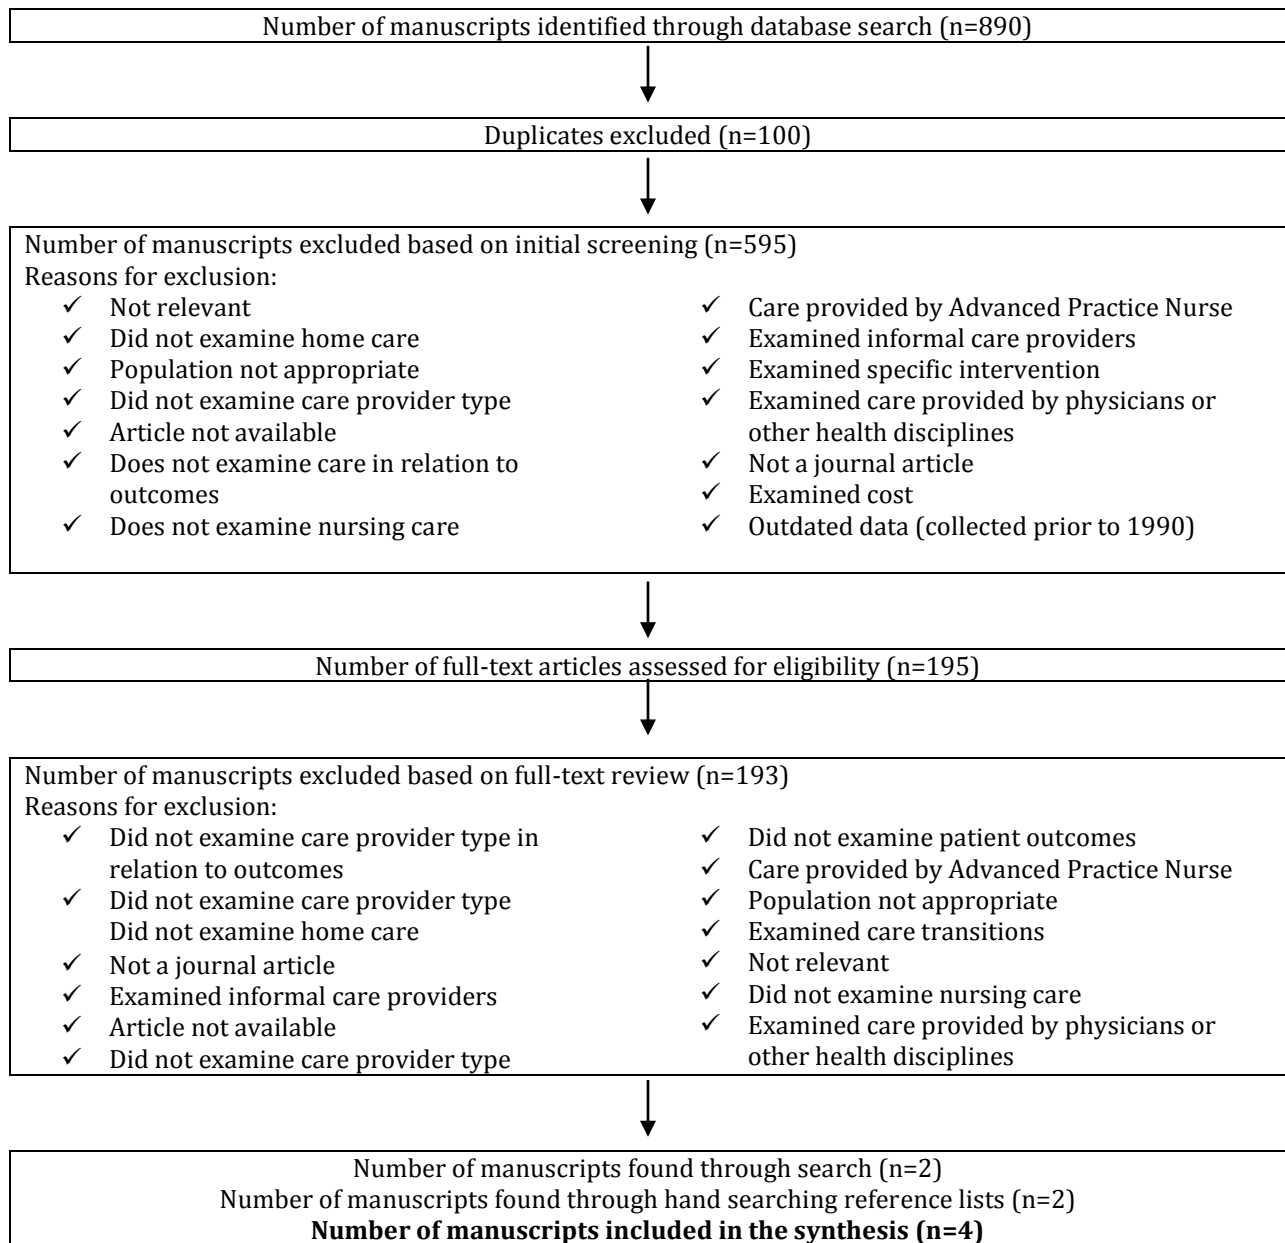 Number of manuscripts identified through database search (n=890)
Duplicates excluded (n=100)
Number of manuscripts excluded based on initial screening (n=595)
Reasons for exclusion:
✓ Not relevant
✓ Did not examine home care
✓ Population not appropriate
✓ Did not examine care provider type
✓ Article not available
✓ Does not examine care in relation to
outcomes
✓ Does not examine nursing care
✓ Care provided by Advanced Practice Nurse
✓ Examined informal care providers
✓ Examined specific intervention
✓ Examined care provided by physicians or
other health disciplines
✓ Not a journal article
✓ Examined cost
✓ Outdated data (collected prior to 1990)
Number of full-text articles assessed for eligibility (n=195)
Number of manuscripts excluded based on full-text review (n=193)
Reasons for exclusion:
✓ Did not examine care provider type in
relation to outcomes
✓ Did not examine care provider type
Did not examine home care
✓ Not a journal article
✓ Examined informal care providers
✓ Article not available
✓ Did not examine care provider type
✓ Did not examine patient outcomes
✓ Care provided by Advanced Practice Nurse
✓ Population not appropriate
✓ Examined care transitions
✓ Not relevant
✓ Did not examine nursing care
✓ Examined care provided by physicians or
other health disciplines
Number of manuscripts found through search (n=2)
Number of manuscripts found through hand searching reference lists (n=2)
Number of manuscripts included in the synthesis (n=4)